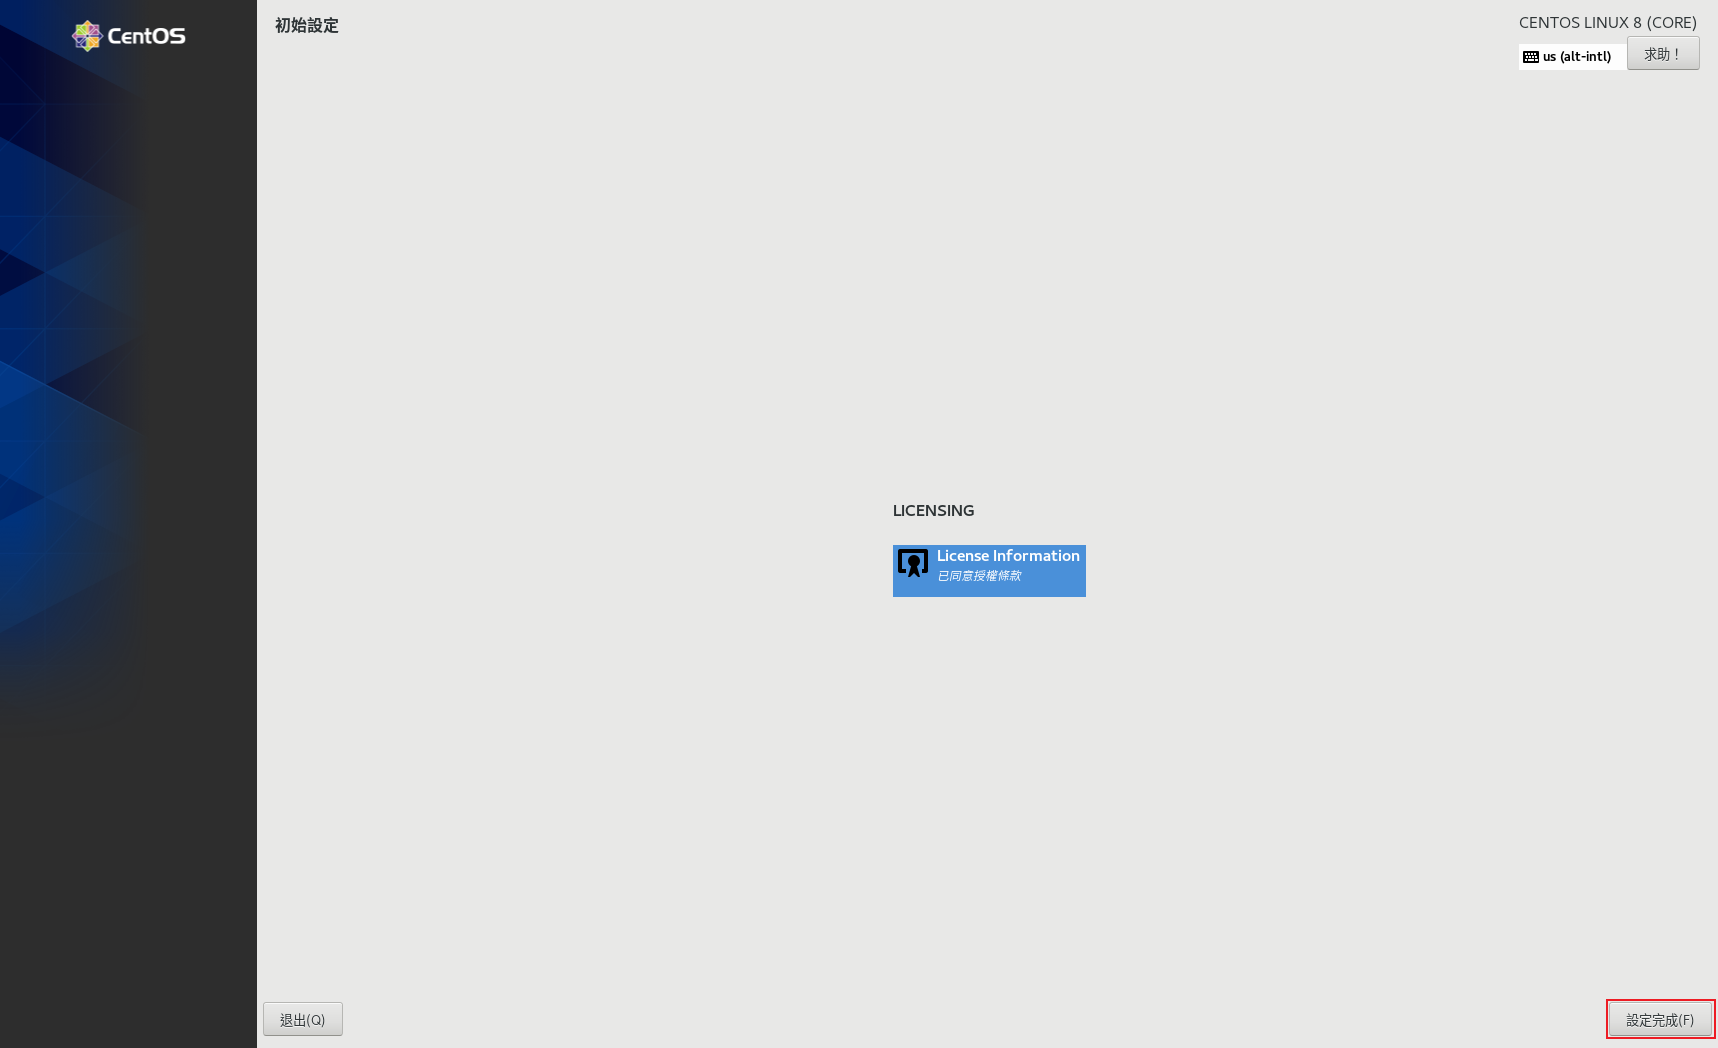 CentOS
初始設定
CENTOS LINUX 8 (CORE)
us (alt-intl)
求助！
LICENSING
License Information
已同意授權條款
退出(Q)
設定完成(F)